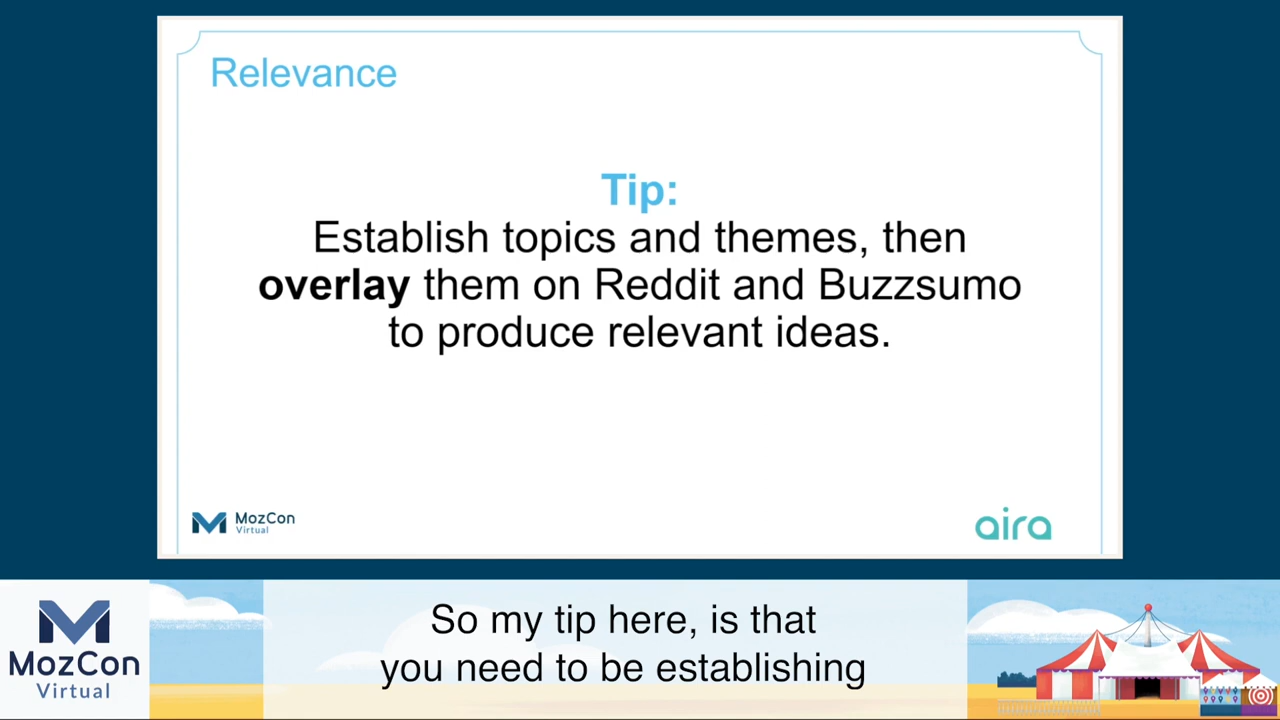 Relevance
Tip:
Establish topics and themes, then
overlay them on Reddit and Buzzsumo
to produce relevant ideas.
MozCon
Virtual
aira
MozCon
Virtual
So my tip here, is that
you need to be establishing